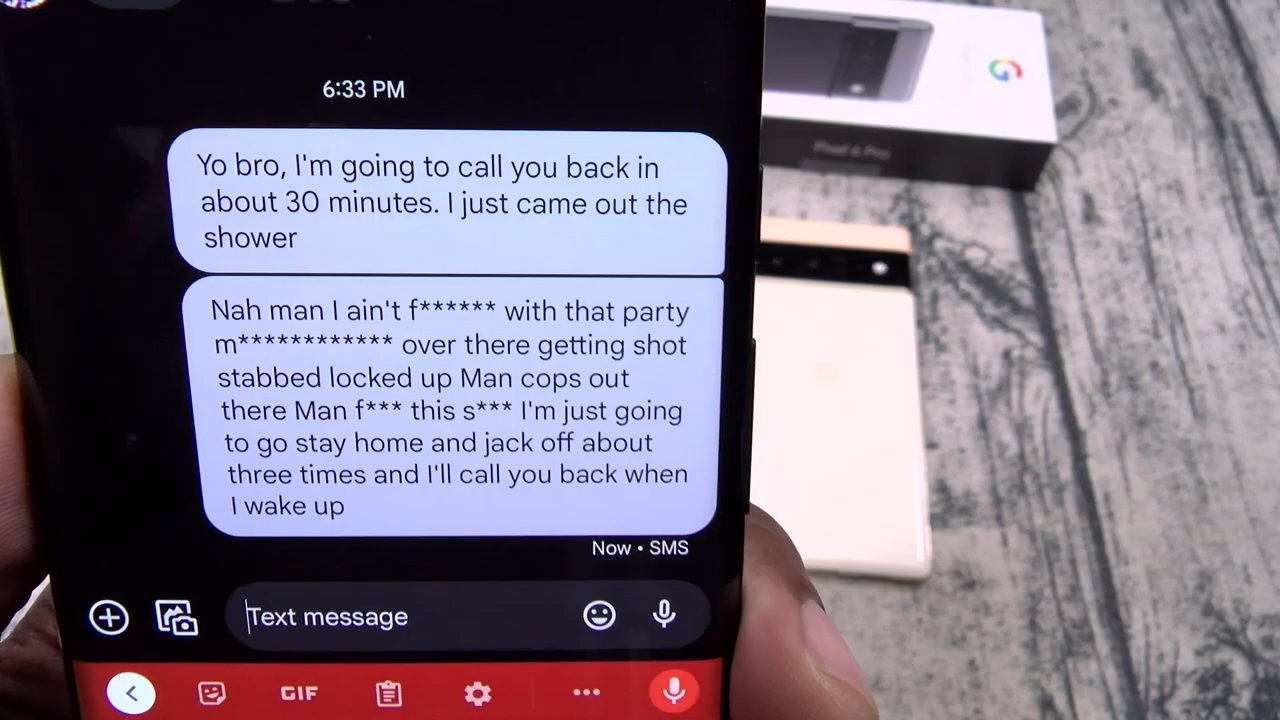 6:33 PM
Yo bro, I'm going to call you back in
about 30 minutes. I just came out the
shower
Nah man I ain't f****** with that party
m************ over there getting shot
stabbed locked up Man cops out
there Man f*** this s*** I'm just going
to go stay home and jack off about
three times and I'll call you back when
I wake up
Now • SMS
Text message
GIF
G
Pixel 6 Pro